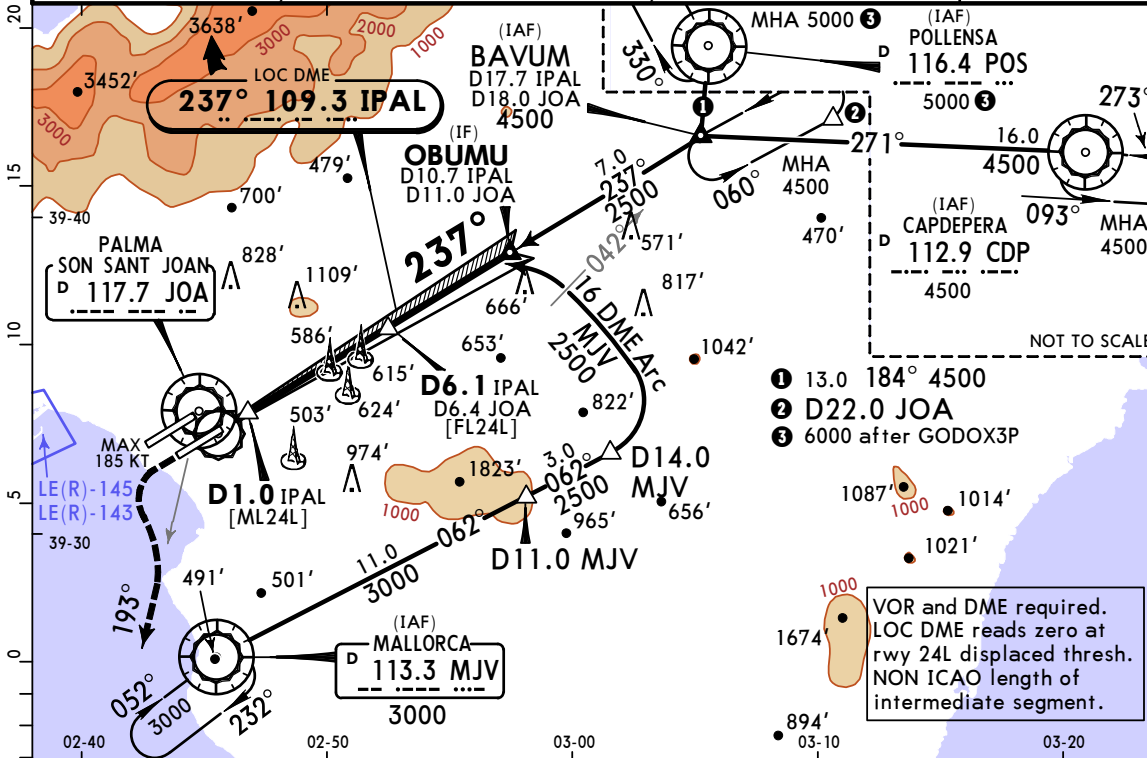 20
3638’
3000
2000
1000
3452’
3000
LOC DME
237° 109.3 IPAL
(IAF)
BAVUM
D17.7 IPAL
D18.0 JOA
4500
MHA 5000 3
330°
(IAF)
POLLENSA
D 116.4 POS
5000 3
1
2
273°
271°
16.0
4500
MHA
4500
060°
(IF)
OBUMU
D10.7 IPAL
D11.0 JOA
7.0
237°
2500
479’
15
700’
39-40
237°
042°
571’
470’
(IAF)
CAPDEPERA
D 112.9 CDP
4500
093°
MHA
4500
PALMA
SON SANT JOAN
D 117.7 JOA
828’
1109’
666’
817’
16 DME Arc
MJV
2500
10
586’
653’
1042’
NOT TO SCALE
615’
D6.1 IPAL
D6.4 JOA
[FL24L]
624’
503’
822’
1 13.0 184° 4500
2 D22.0 JOA
3 6000 after GODOX3P
MAX
185 KT
LE(R)-145
LE(R)-143
D1.0 IPAL
[ML24L]
974’
1823’
1000
3.0
062°
2500
D14.0
MJV
656’
965’
1087’
1000
1014’
5
39-30
062°
D11.0 MJV
1021’
11.0
3000
491’
501’
193°
1000
1674’
VOR and DME required.
LOC DME reads zero at
rwy 24L displaced thresh.
NON ICAO length of
intermediate segment.
0
(IAF)
MALLORCA
D 113.3 MJV
3000
052°
3000
232°
894’
02-40
02-50
03-00
03-10
03-20